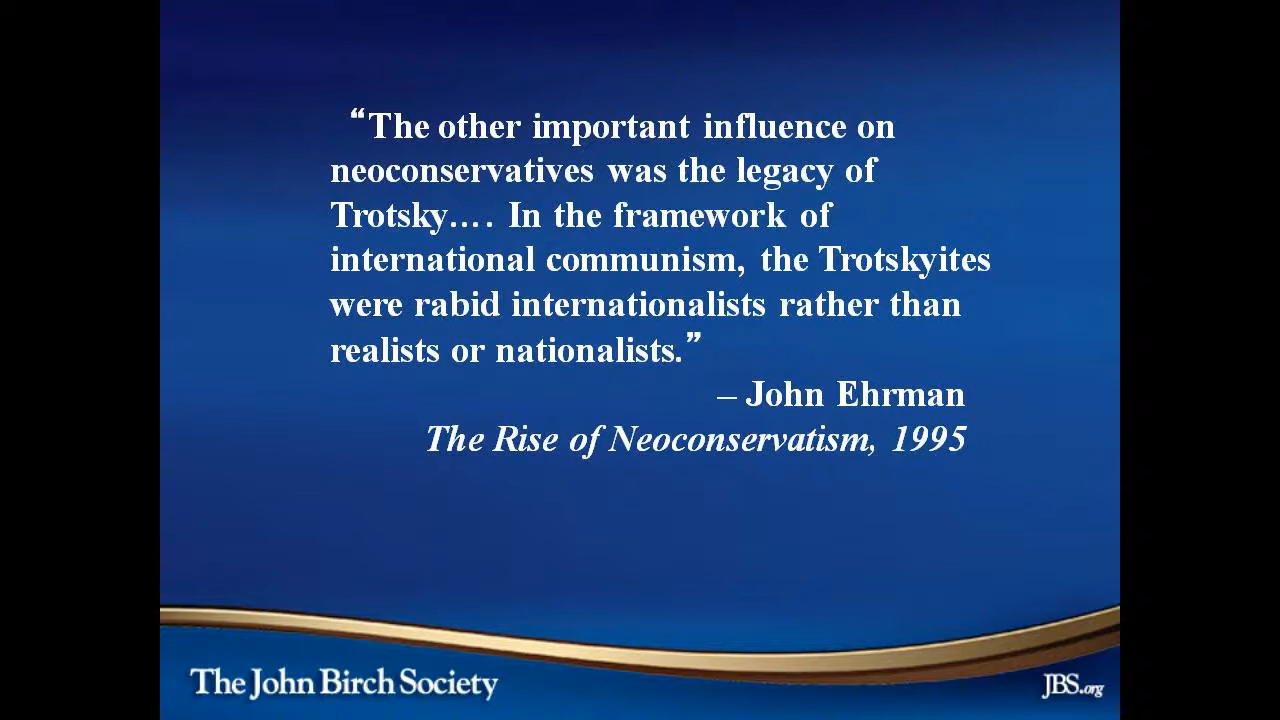 “The other important influence on
neoconservatives was the legacy of
Trotsky…. In the framework of
international communism, the Trotskyites
were rabid internationalists rather than
realists or nationalists.”
– John Ehrman
The Rise of Neoconservatism, 1995
The John Birch Society
JBS.org